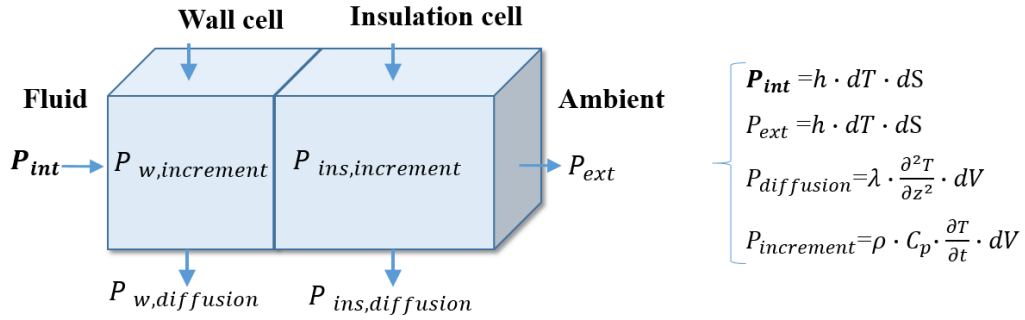 Wall cell
Insulation cell
Fluid
Ambient
P_int
P_w,increment
P_ins,increment
P_ext
P_w,diffusion
P_ins,diffusion
P_int =h · dT · dS
P_ext =h · dT · dS
P_diffusion=λ · ∂²T/∂z² · dV
P_increment=ρ · C_p · ∂T/∂t · dV